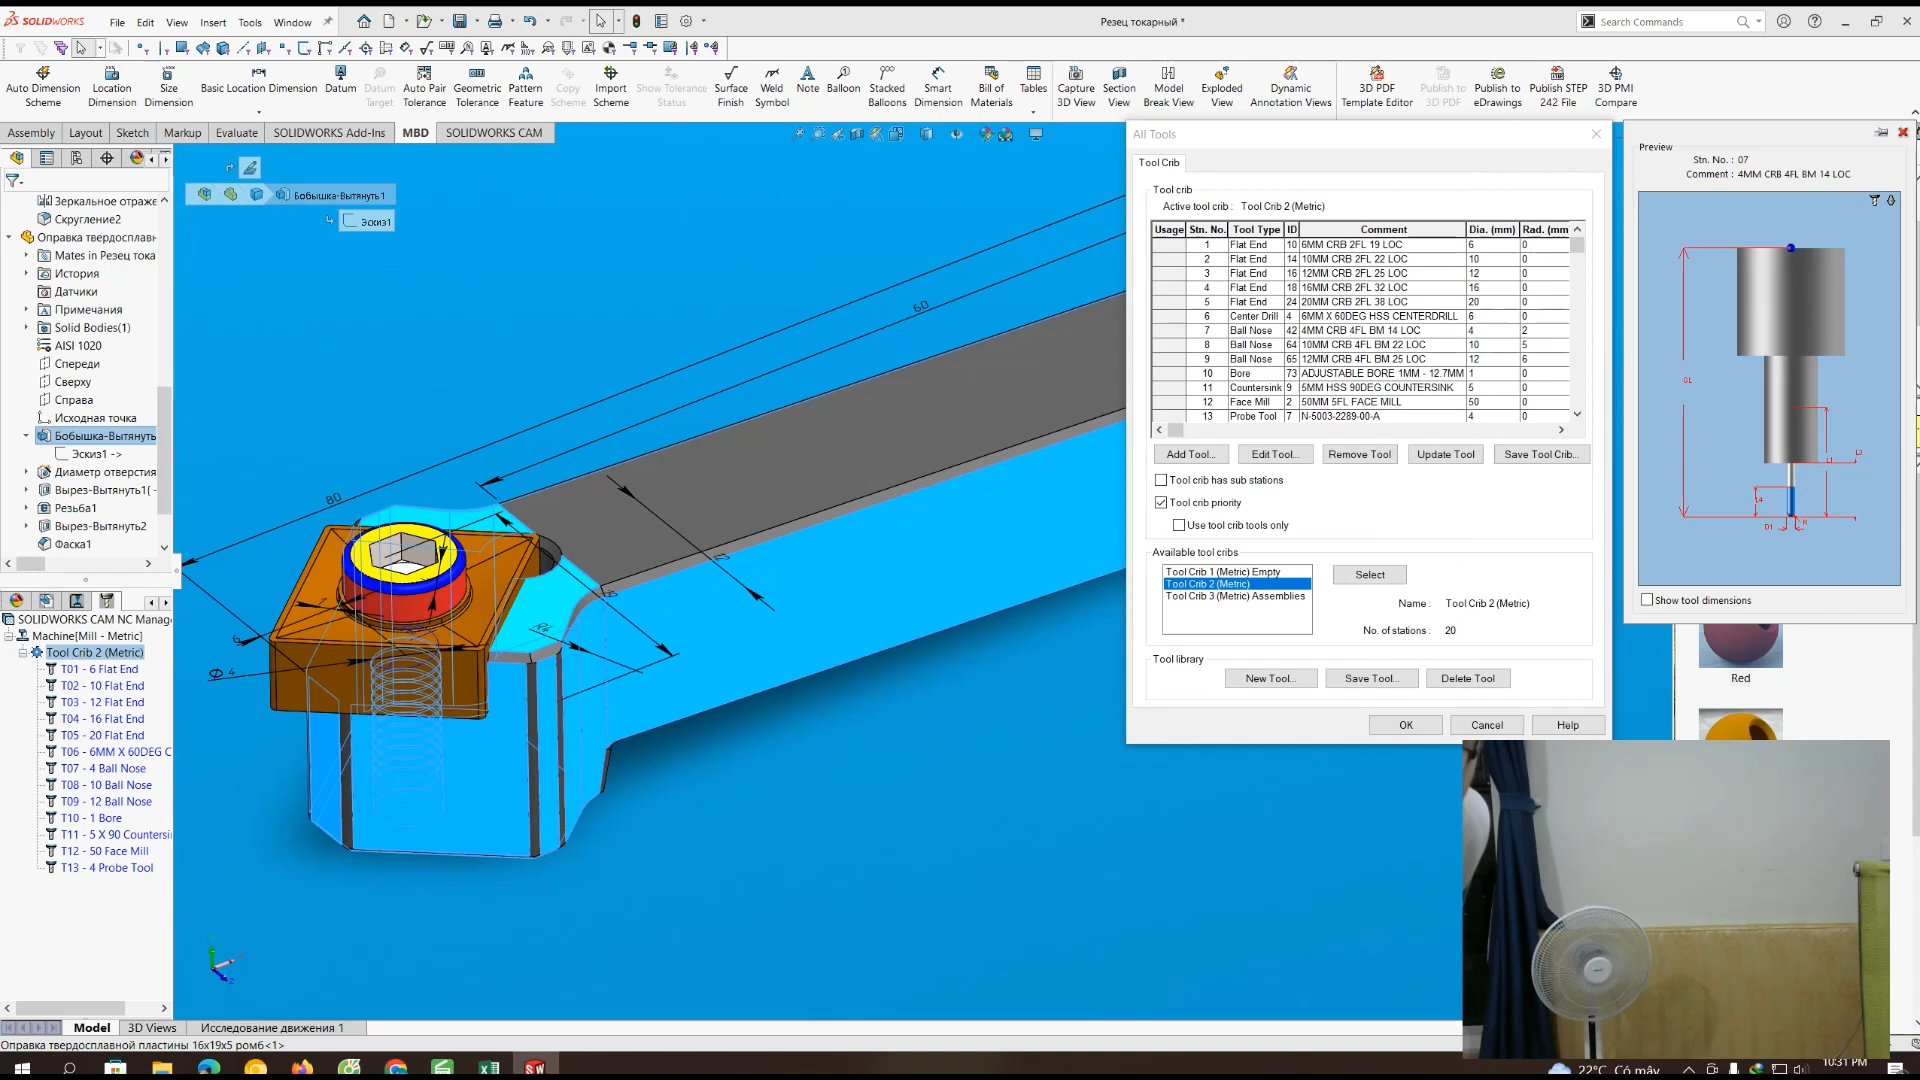 SOLIDWORKS
File Edit View Insert Tools Window
Резец токарный *
Search Commands
Auto Dimension Scheme
Location Dimension
Size Dimension
Basic Location Dimension
Datum
Datum Target
Auto Pair Tolerance
Geometric Tolerance
Pattern Feature
Copy Scheme
Import Scheme
Show Tolerance Status
Surface Finish
Weld Symbol
Note
Balloon
Stacked Balloons
Smart Dimension
Bill of Materials
Tables
Capture 3D View
Section View
Model Break View
Exploded View
Dynamic Annotation Views
3D PDF Template Editor
Publish to 3D PDF
Publish to eDrawings
Publish STEP 242 File
3D PMI Compare
Assembly Layout Sketch Markup Evaluate SOLIDWORKS Add-Ins MBD SOLIDWORKS CAM
Зеркальное отраже
Скругление2
Оправка твердосплавн
Mates in Резец тока
История
Датчики
Примечания
Solid Bodies(1)
AISI 1020
Спереди
Сверху
Справа
Исходная точка
Бобышка-Вытянуть
Эскиз1 ->
Диаметр отверстия
Вырез-Вытянуть1{ -
Резьба1
Вырез-Вытянуть2
Фаска1
SOLIDWORKS CAM NC Manag
Machine[Mill - Metric]
Tool Crib 2 (Metric)
T01 - 6 Flat End
T02 - 10 Flat End
T03 - 12 Flat End
T04 - 16 Flat End
T05 - 20 Flat End
T06 - 6MM X 60DEG C
T07 - 4 Ball Nose
T08 - 10 Ball Nose
T09 - 12 Ball Nose
T10 - 1 Bore
T11 - 5 X 90 Countersi
T12 - 50 Face Mill
T13 - 4 Probe Tool
Бобышка-Вытянуть1
Эскиз1
60
80
12
6
Ø 4
R4
All Tools
Tool Crib
Tool crib
Active tool crib : Tool Crib 2 (Metric)
Usage Stn. No. Tool Type ID Comment Dia. (mm) Rad. (mm
1 Flat End 10 6MM CRB 2FL 19 LOC 6 0
2 Flat End 14 10MM CRB 2FL 22 LOC 10 0
3 Flat End 16 12MM CRB 2FL 25 LOC 12 0
4 Flat End 18 16MM CRB 2FL 32 LOC 16 0
5 Flat End 24 20MM CRB 2FL 38 LOC 20 0
6 Center Drill 4 6MM X 60DEG HSS CENTERDRILL 6 0
7 Ball Nose 42 4MM CRB 4FL BM 14 LOC 4 2
8 Ball Nose 64 10MM CRB 4FL BM 22 LOC 10 5
9 Ball Nose 65 12MM CRB 4FL BM 25 LOC 12 6
10 Bore 73 ADJUSTABLE BORE 1MM - 12.7MM 1 0
11 Countersink 9 5MM HSS 90DEG COUNTERSINK 5 0
12 Face Mill 2 50MM 5FL FACE MILL 50 0
13 Probe Tool 7 N-5003-2289-00-A 4 0
Add Tool... Edit Tool... Remove Tool Update Tool Save Tool Crib...
Tool crib has sub stations
Tool crib priority
Use tool crib tools only
Available tool cribs
Tool Crib 1 (Metric) Empty
Tool Crib 2 (Metric)
Tool Crib 3 (Metric) Assemblies
Select
Name : Tool Crib 2 (Metric)
No. of stations : 20
Tool library
New Tool... Save Tool... Delete Tool
OK Cancel Help
Preview
Stn. No. : 07
Comment : 4MM CRB 4FL BM 14 LOC
GL
L3
L1
L4
D1
R
Show tool dimensions
Red
Model 3D Views Исследование движения 1
Оправка твердосплавной пластины 16x19x5 ромб<1>
22°C Có mây
10:31 PM